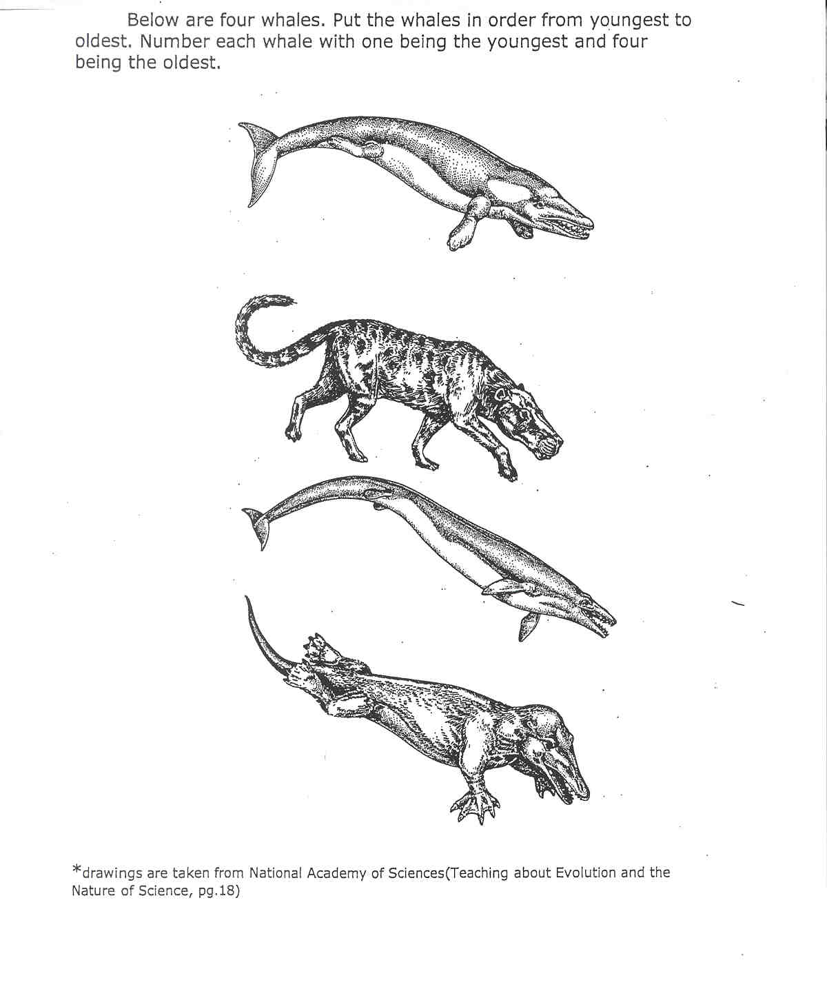 Below are four whales. Put the whales in order from youngest to
oldest. Number each whale with one being the youngest and four
being the oldest.
*drawings are taken from National Academy of Sciences(Teaching about Evolution and the
Nature of Science, pg.18)